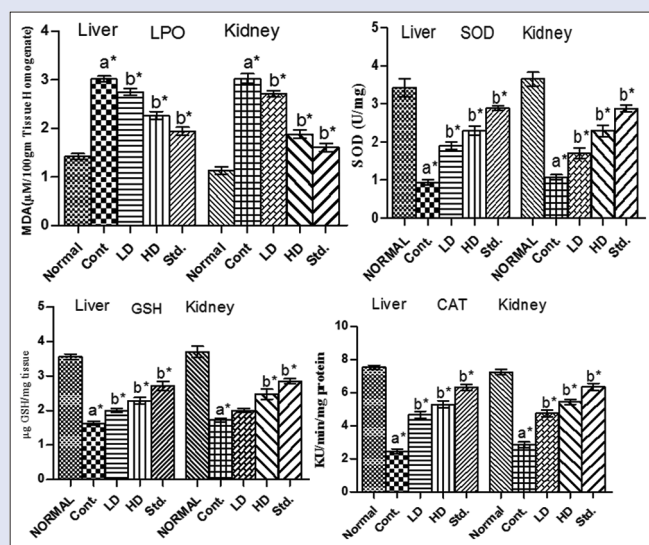 Liver LPO Kidney
MDA(µM/100gm Tissue Homogenate)
4
3
2
1
0
a* b* b* b* a* b* b* b*
Normal Cont LD HD Std. Normal Cont LD HD Std.
Liver SOD Kidney
SOD (U/mg)
5
4
3
2
1
0
a* b* b* b* a* b* b* b*
NORMAL Cont. LD HD Std. NORMAL Cont. LD HD Std.
Liver GSH Kidney
µg GSH/mg tissue
5
4
3
2
1
0
a* b* b* b* a* b* b*
NORMAL Cont. LD HD Std. NORMAL Cont. LD HD Std.
Liver CAT Kidney
KU/min/mg protein
10
8
6
4
2
0
a* b* b* b* a* b* b* b*
Normal Cont. LD HD Std. Normal Cont. LD HD Std.